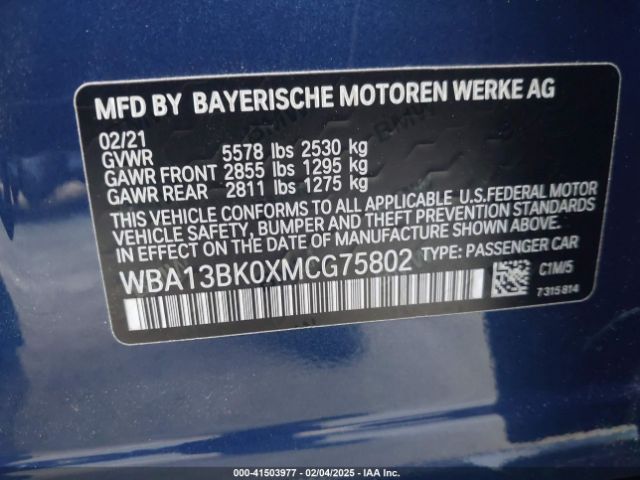 MFD BY BAYERISCHE MOTOREN WERKE AG
02/21
GVWR 5578 lbs 2530 kg
GAWR FRONT 2855 lbs 1295 kg
GAWR REAR 2811 lbs 1275 kg
THIS VEHICLE CONFORMS TO ALL APPLICABLE U.S.FEDERAL MOTOR
VEHICLE SAFETY, BUMPER AND THEFT PREVENTION STANDARDS
IN EFFECT ON THE DATE OF MANUFACTURE SHOWN ABOVE.
WBA13BK0XMCG75802 TYPE: PASSENGER CAR
C1M/5
7315814
000-41503977 - 02/04/2025 - IAA Inc.